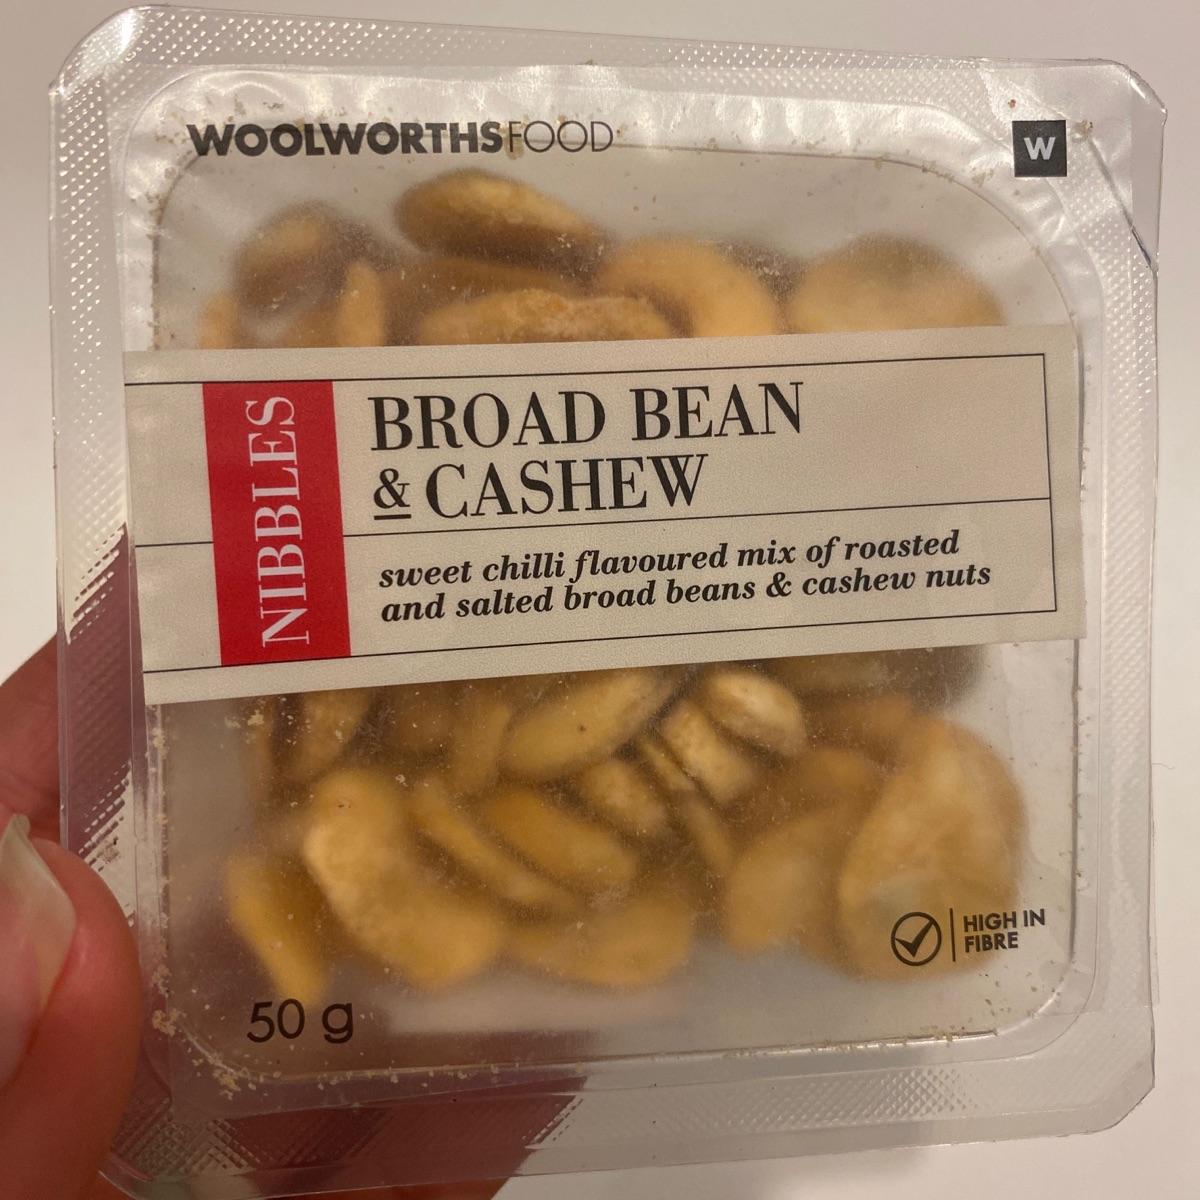 WOOLWORTHSFOOD
W
NIBBLES
BROAD BEAN
& CASHEW
sweet chilli flavoured mix of roasted
and salted broad beans & cashew nuts
HIGH IN
FIBRE
50 g